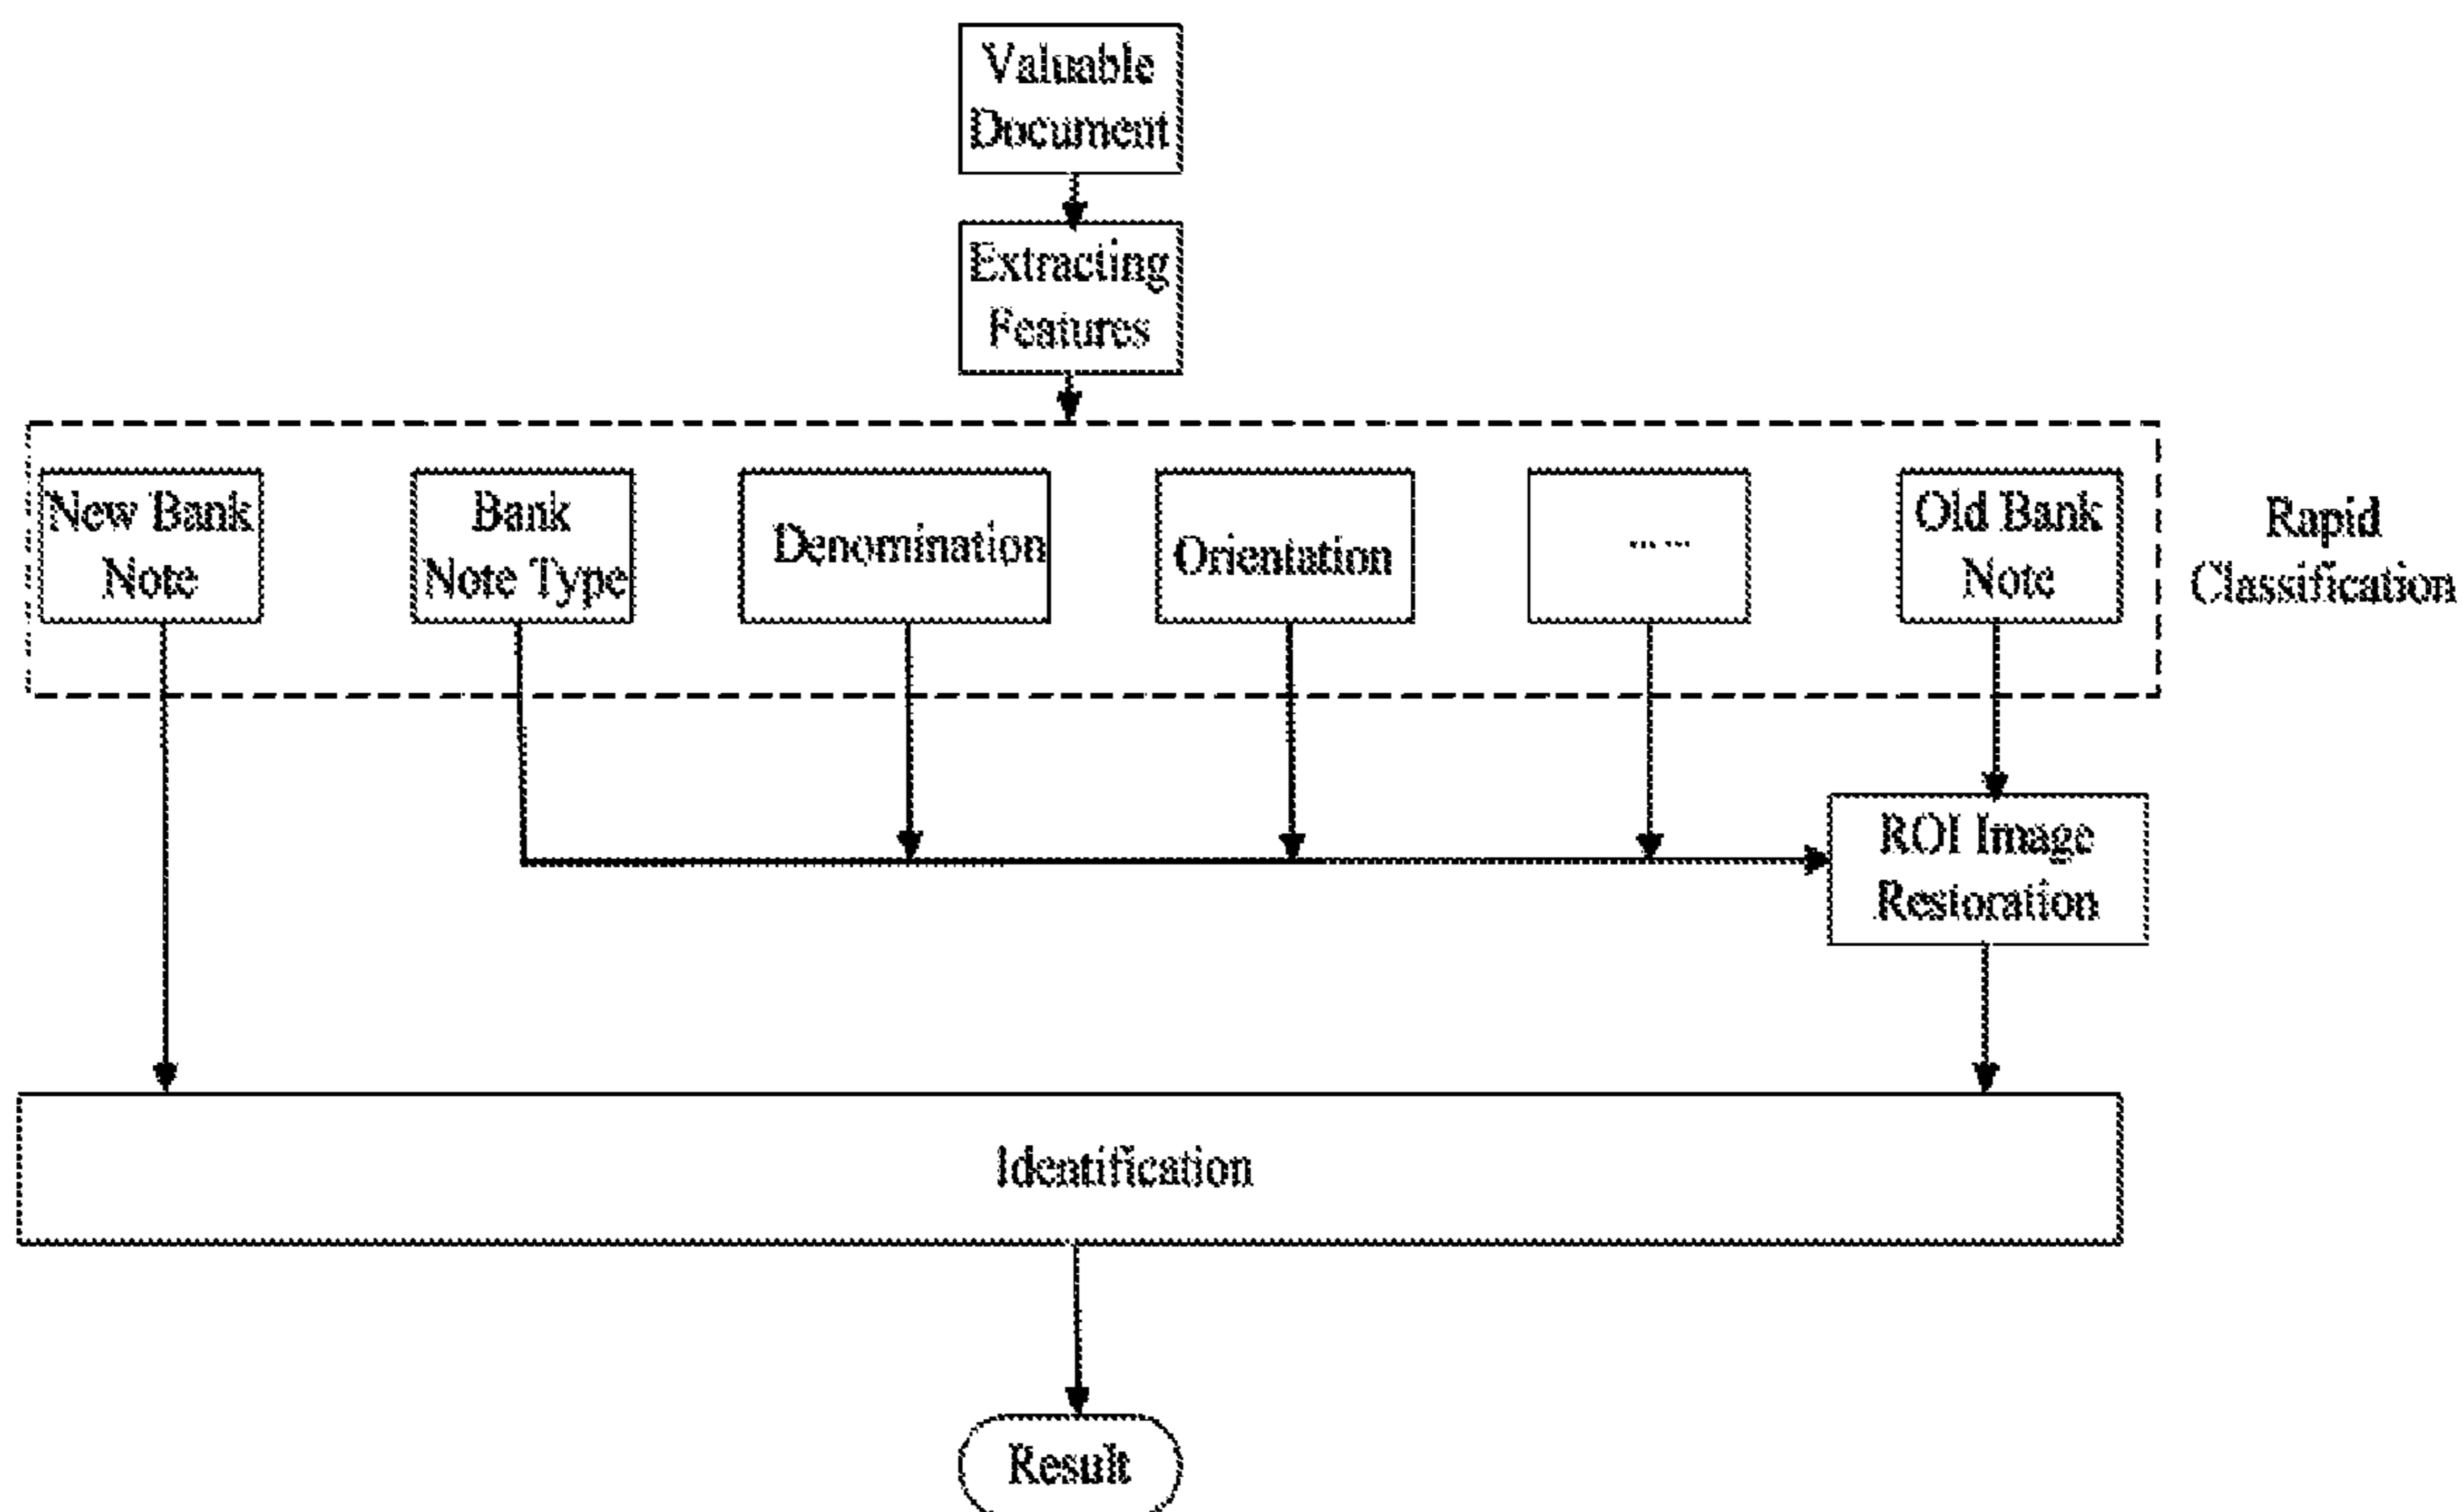 Valuable
Document
Extracting
Features
New Bank
Note
Bank
Note Type
Denomination
Orientation
... ...
Old Bank
Note
Rapid
Classification
ROI Image
Restoration
Identification
Result